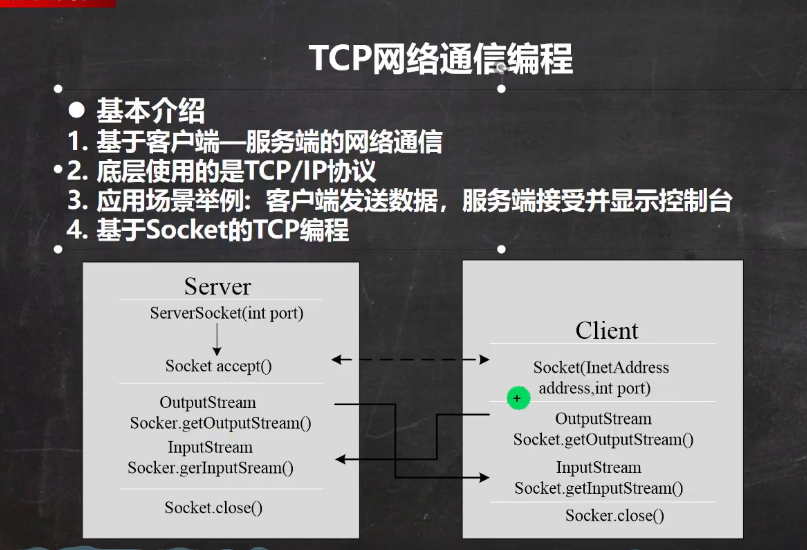 TCP网络通信编程
● 基本介绍
1. 基于客户端—服务端的网络通信
2. 底层使用的是TCP/IP协议
3. 应用场景举例: 客户端发送数据，服务端接受并显示控制台
4. 基于Socket的TCP编程
Server
ServerSocket(int port)
Socket accept()
OutputStream
Socker.getOutputStream()
InputStream
Socker.gerInputSream()
Socket.close()
Client
Socket(InetAddress
address,int port)
OutputStream
Socket.getOutputStream()
InputStream
Socket.getInputStream()
Socker.close()